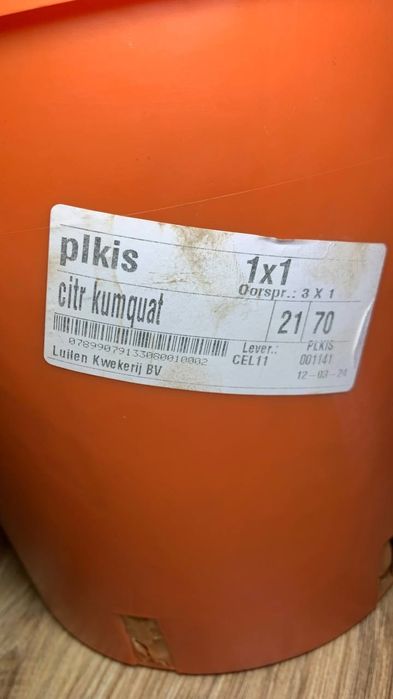 plkis 1x1
Oorspr.: 3 X 1
citr kumquat 21 70
07899079133080010002 Lever.: PLKIS
Luiten Kwekerij BV CEL11 001141
12-03-24